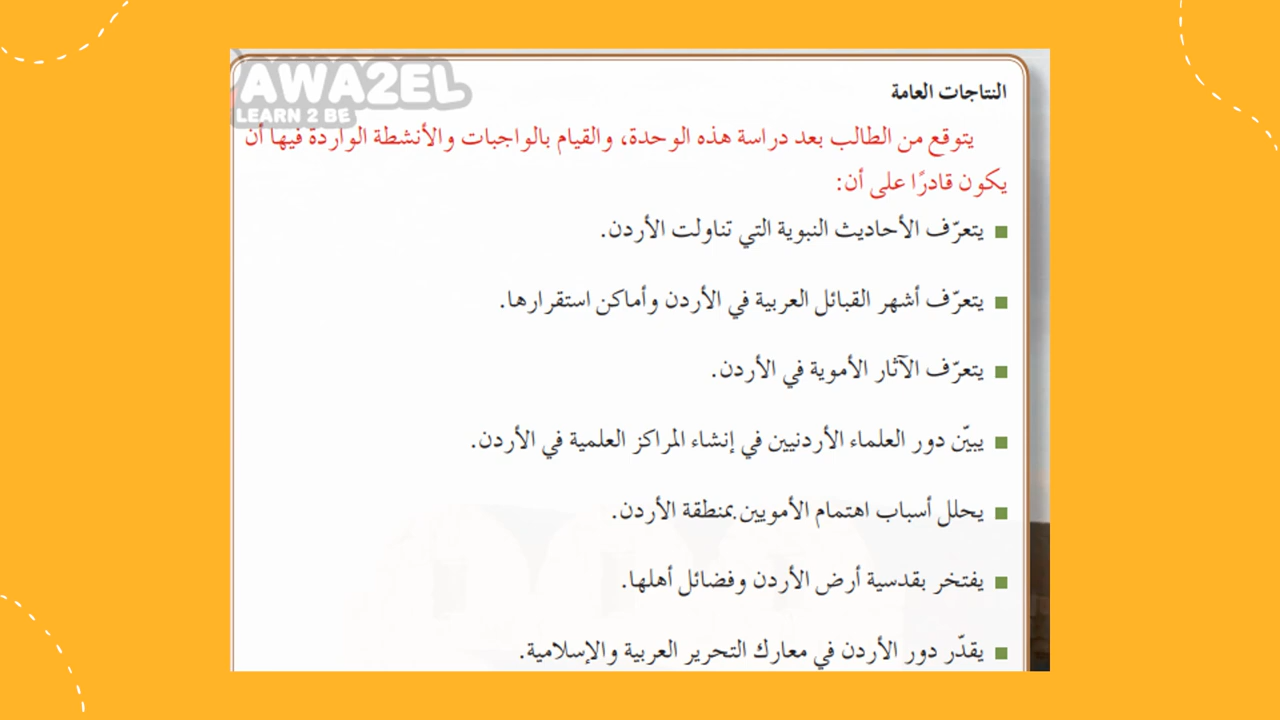 AWA2EL
LEARN 2 BE
النتاجات العامة
يتوقع من الطالب بعد دراسة هذه الوحدة، والقيام بالواجبات والأنشطة الواردة فيها أن
يكون قادرًا على أن:
يتعرّف الأحاديث النبوية التي تناولت الأردن.
يتعرّف أشهر القبائل العربية في الأردن وأماكن استقرارها.
يتعرّف الآثار الأموية في الأردن.
يبيّن دور العلماء الأردنيين في إنشاء المراكز العلمية في الأردن.
يحلل أسباب اهتمام الأمويين بمنطقة الأردن.
يفتخر بقدسية أرض الأردن وفضائل أهلها.
يقدّر دور الأردن في معارك التحرير العربية والإسلامية.